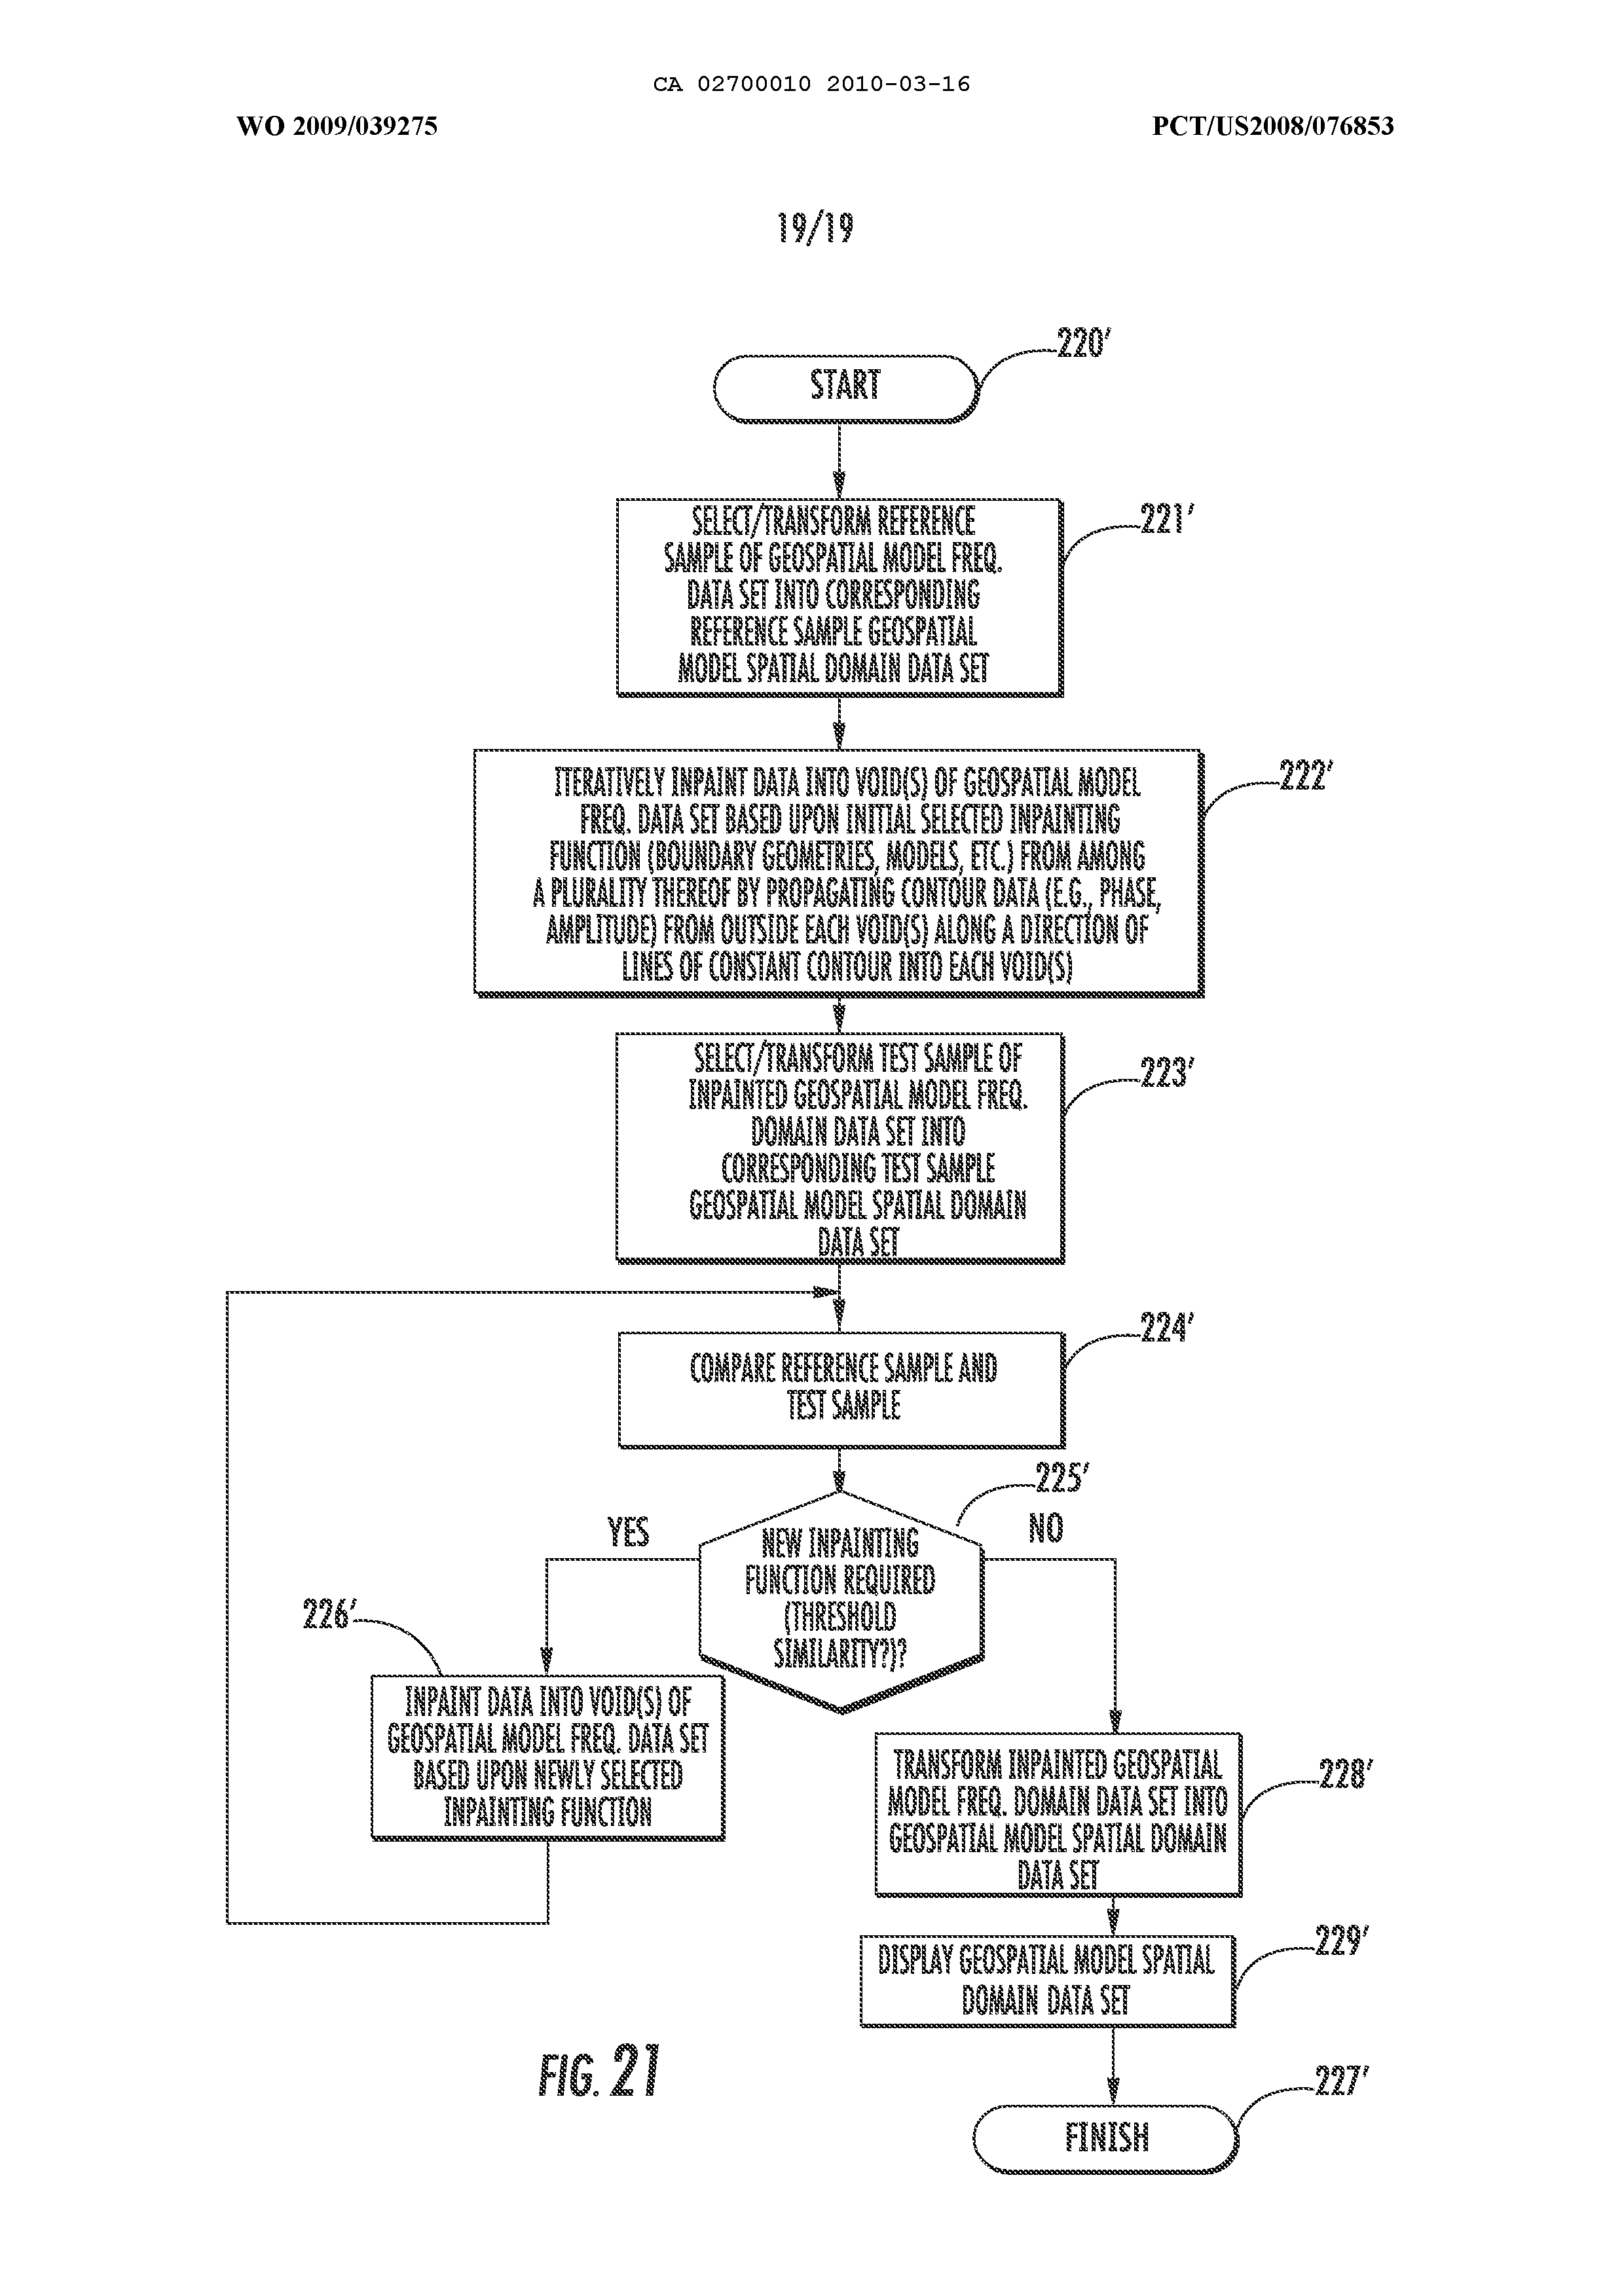 CA 02700010 2010-03-16
WO 2009/039275
PCT/US2008/076853
19/19
220'
START
221'
SELECT/TRANSFORM REFERENCE
SAMPLE OF GEOSPATIAL MODEL FREQ.
DATA SET INTO CORRESPONDING
REFERENCE SAMPLE GEOSPATIAL
MODEL SPATIAL DOMAIN DATA SET
222'
ITERATIVELY INPAINT DATA INTO VOID(S) OF GEOSPATIAL MODEL
FREQ. DATA SET BASED UPON INITIAL SELECTED INPAINTING
FUNCTION (BOUNDARY GEOMETRIES, MODELS, ETC.) FROM AMONG
A PLURALITY THEREOF BY PROPAGATING CONTOUR DATA (E.G., PHASE,
AMPLITUDE) FROM OUTSIDE EACH VOID(S) ALONG A DIRECTION OF
LINES OF CONSTANT CONTOUR INTO EACH VOID(S)
223'
SELECT/TRANSFORM TEST SAMPLE OF
INPAINTED GEOSPATIAL MODEL FREQ.
DOMAIN DATA SET INTO
CORRESPONDING TEST SAMPLE
GEOSPATIAL MODEL SPATIAL DOMAIN
DATA SET
224'
COMPARE REFERENCE SAMPLE AND
TEST SAMPLE
225'
YES
NO
NEW INPAINTING
FUNCTION REQUIRED
(THRESHOLD
SIMILARITY?)?
226'
INPAINT DATA INTO VOID(S) OF
GEOSPATIAL MODEL FREQ. DATA SET
BASED UPON NEWLY SELECTED
INPAINTING FUNCTION
228'
TRANSFORM INPAINTED GEOSPATIAL
MODEL FREQ. DOMAIN DATA SET INTO
GEOSPATIAL MODEL SPATIAL DOMAIN
DATA SET
229'
DISPLAY GEOSPATIAL MODEL SPATIAL
DOMAIN DATA SET
FIG. 21
227'
FINISH